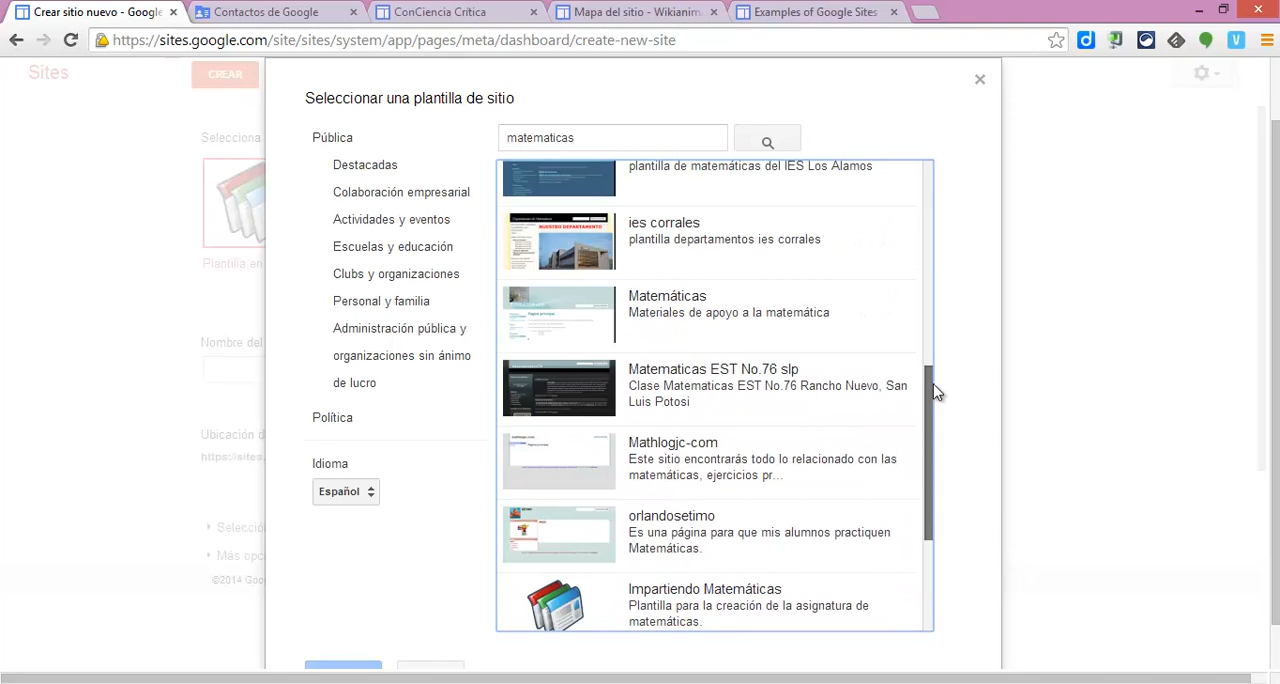 Crear sitio nuevo - Google
Contactos de Google
ConCiencia Crítica
Mapa del sitio - Wikianim
Examples of Google Sites
https://sites.google.com/site/sites/system/app/pages/meta/dashboard/create-new-site
Sites
CREAR
Seleccionar una plantilla de sitio
Selecciona
Pública
matematicas
Destacadas
plantilla de matemáticas del IES Los Alamos
Colaboración empresarial
Actividades y eventos
ies corrales
plantilla departamentos ies corrales
Escuelas y educación
Plantilla en
Clubs y organizaciones
Personal y familia
Matemáticas
Materiales de apoyo a la matemática
Administración pública y
organizaciones sin ánimo
de lucro
Nombre del
Matematicas EST No.76 slp
Clase Matematicas EST No.76 Rancho Nuevo, San
Luis Potosi
Política
Ubicación d
https://sites.
Mathlogjc-com
Este sitio encontrarás todo lo relacionado con las
matemáticas, ejercicios pr...
Idioma
Español
orlandosetimo
Es una página para que mis alumnos practiquen
Matemáticas.
Selecció
Más opc
©2014 Goo
Impartiendo Matemáticas
Plantilla para la creación de la asignatura de
matemáticas.